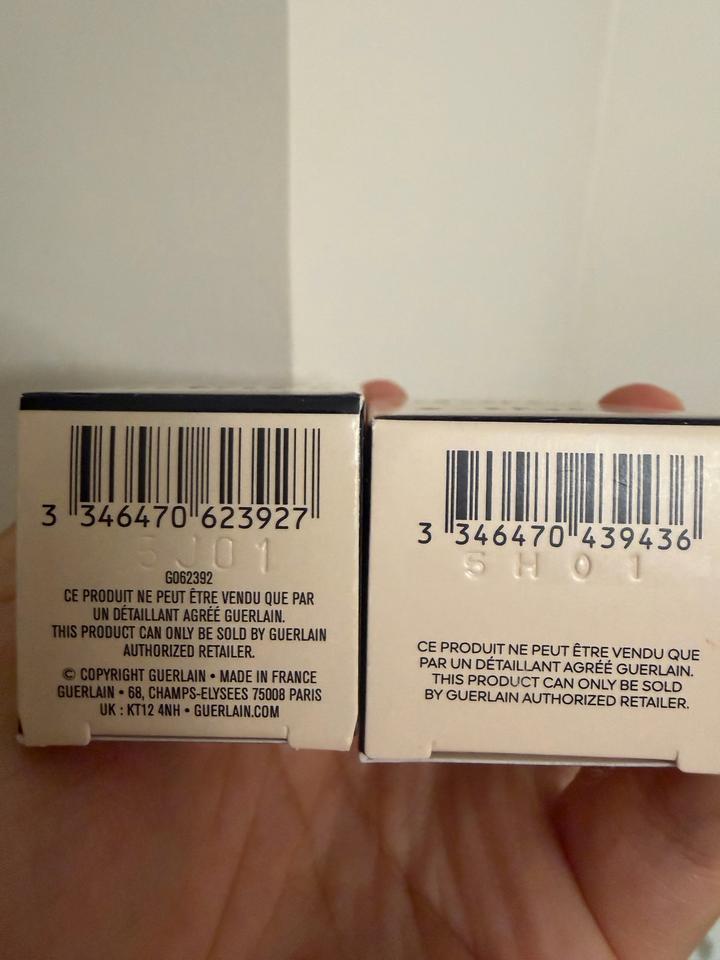 3 346470 623927
5J01
G062392
CE PRODUIT NE PEUT ÊTRE VENDU QUE PAR
UN DÉTAILLANT AGRÉÉ GUERLAIN.
THIS PRODUCT CAN ONLY BE SOLD BY GUERLAIN
AUTHORIZED RETAILER.
© COPYRIGHT GUERLAIN • MADE IN FRANCE
GUERLAIN • 68, CHAMPS-ELYSEES 75008 PARIS
UK : KT12 4NH • GUERLAIN.COM
3 346470 439436
5H01
CE PRODUIT NE PEUT ÊTRE VENDU QUE
PAR UN DÉTAILLANT AGRÉÉ GUERLAIN.
THIS PRODUCT CAN ONLY BE SOLD
BY GUERLAIN AUTHORIZED RETAILER.